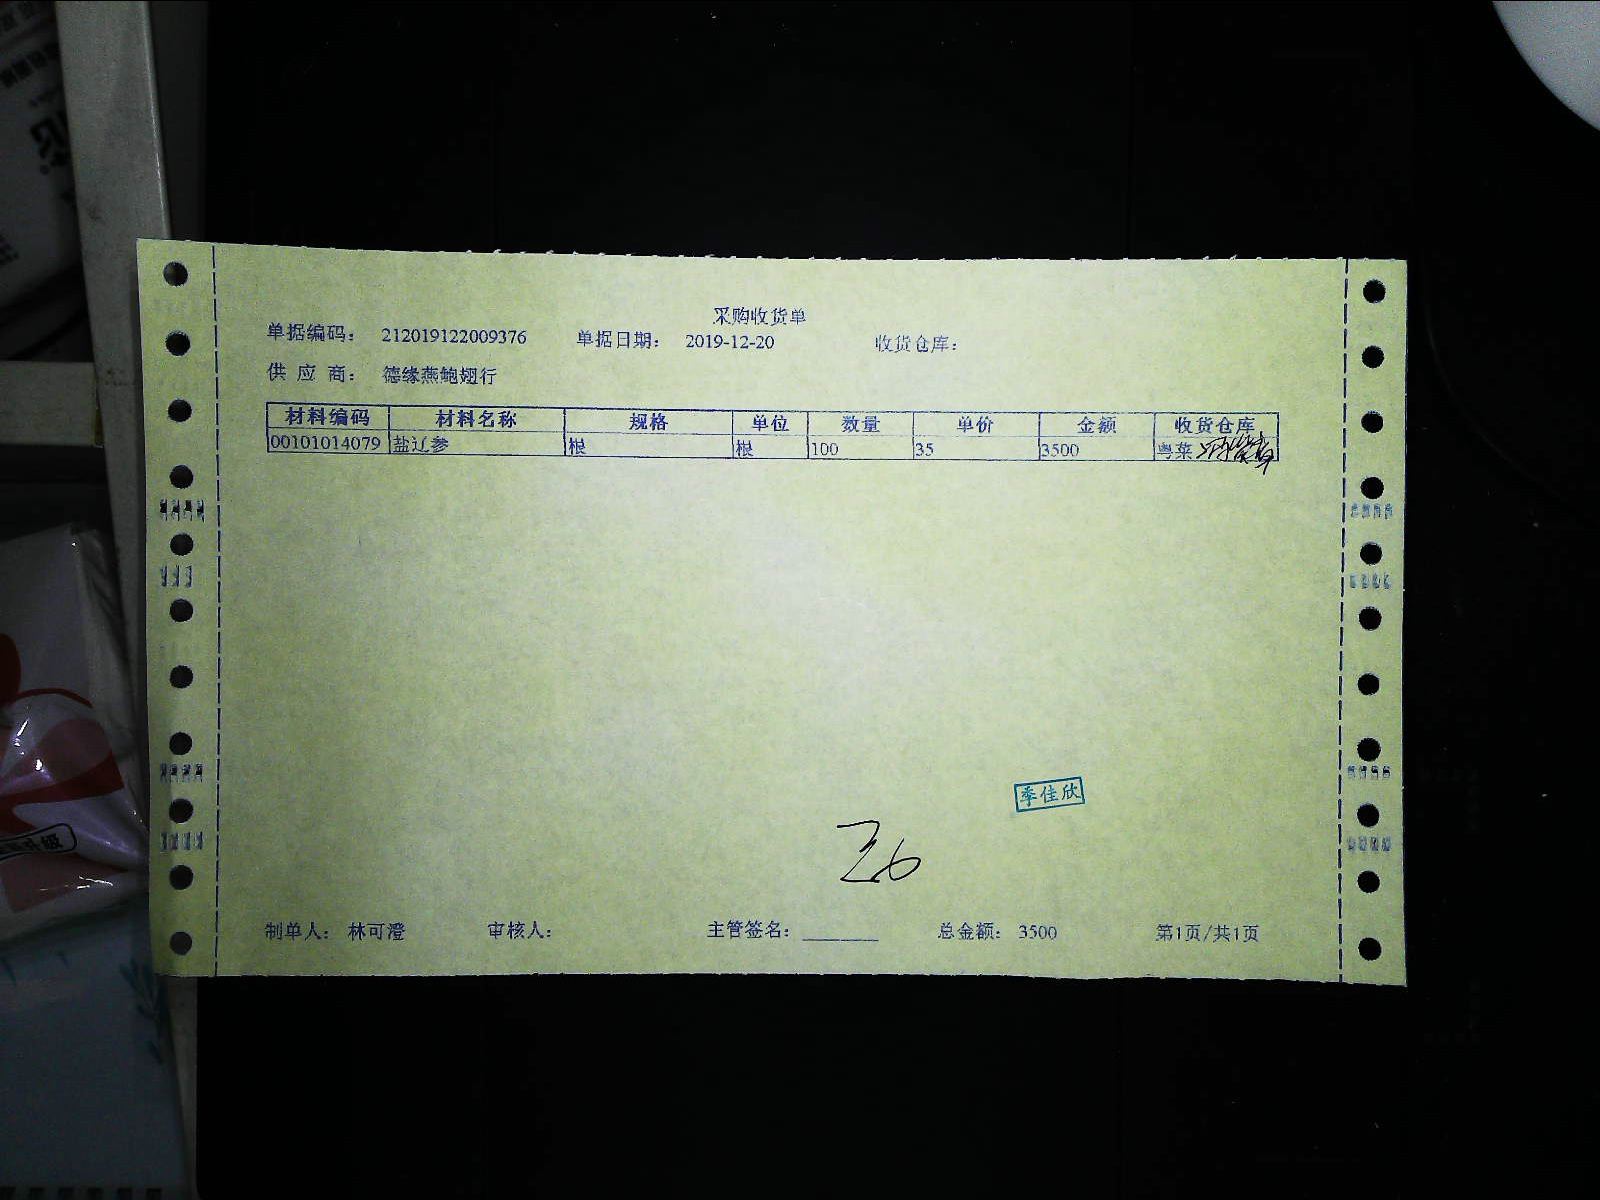 采购收货单
单据编码： 212019122009376 单据日期： 2019-12-20 收货仓库：
供 应 商： 德缘燕鲍翅行
材料编码 材料名称 规格 单位 数量 单价 金额 收货仓库
00101014079 盐辽参 根 根 100 35 3500 粤菜
季佳欣
26
制单人： 林可澄 审核人： 主管签名： 总金额： 3500 第1页/共1页